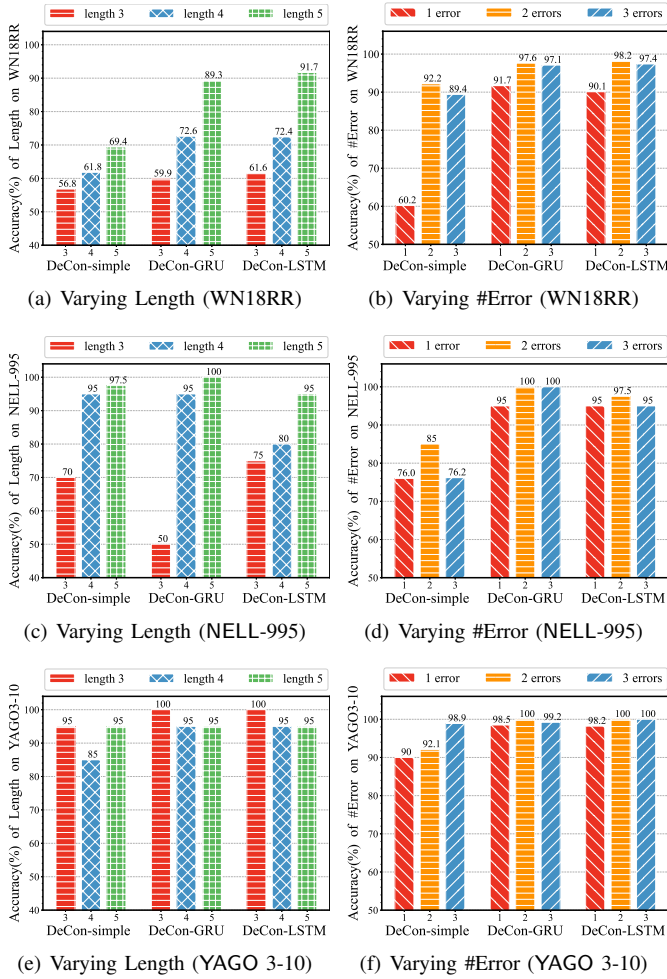 length 3 length 4 length 5
Accuracy(%) of Length on WN18RR
100
90
80
70
60
50
40
56.8 61.8 69.4 59.9 72.6 89.3 61.6 72.4 91.7
3 4 5 3 4 5 3 4 5
DeCon-simple DeCon-GRU DeCon-LSTM
(a) Varying Length (WN18RR)
1 error 2 errors 3 errors
Accuracy(%) of #Error on WN18RR
100
90
80
70
60
50
60.2 92.2 89.4 91.7 97.6 97.1 90.1 98.2 97.4
1 2 3 1 2 3 1 2 3
DeCon-simple DeCon-GRU DeCon-LSTM
(b) Varying #Error (WN18RR)
length 3 length 4 length 5
Accuracy(%) of Length on NELL-995
100
90
80
70
60
50
40
70 95 97.5 50 95 100 75 80 95
3 4 5 3 4 5 3 4 5
DeCon-simple DeCon-GRU DeCon-LSTM
(c) Varying Length (NELL-995)
1 error 2 errors 3 errors
Accuracy(%) of #Error on NELL-995
100
90
80
70
60
50
76.0 85 76.2 95 100 100 95 97.5 95
1 2 3 1 2 3 1 2 3
DeCon-simple DeCon-GRU DeCon-LSTM
(d) Varying #Error (NELL-995)
length 3 length 4 length 5
Accuracy(%) of Length on YAGO3-10
100
90
80
70
60
50
40
95 85 95 100 95 95 100 95 95
3 4 5 3 4 5 3 4 5
DeCon-simple DeCon-GRU DeCon-LSTM
(e) Varying Length (YAGO 3-10)
1 error 2 errors 3 errors
Accuracy(%) of #Error on YAGO3-10
100
90
80
70
60
50
90 92.1 98.9 98.5 100 99.2 98.2 100 100
1 2 3 1 2 3 1 2 3
DeCon-simple DeCon-GRU DeCon-LSTM
(f) Varying #Error (YAGO 3-10)